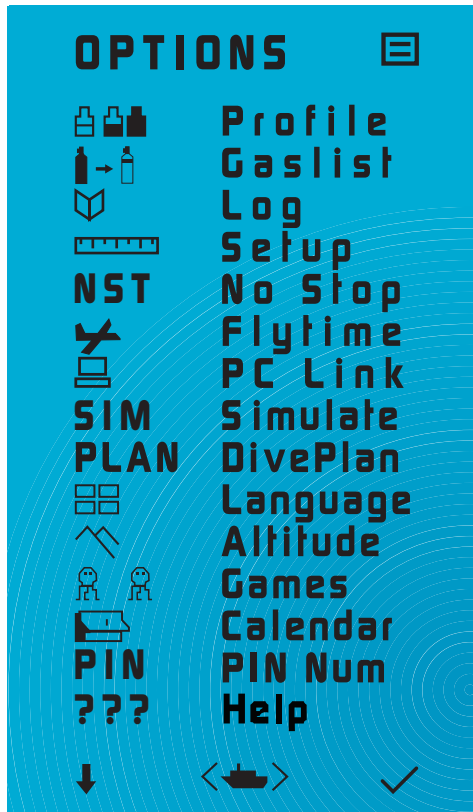 OPTIONS
Profile
Gaslist
Log
Setup
NST No Stop
Flytime
PC Link
SIM Simulate
PLAN DivePlan
Language
Altitude
Games
Calendar
PIN PIN Num
??? Help